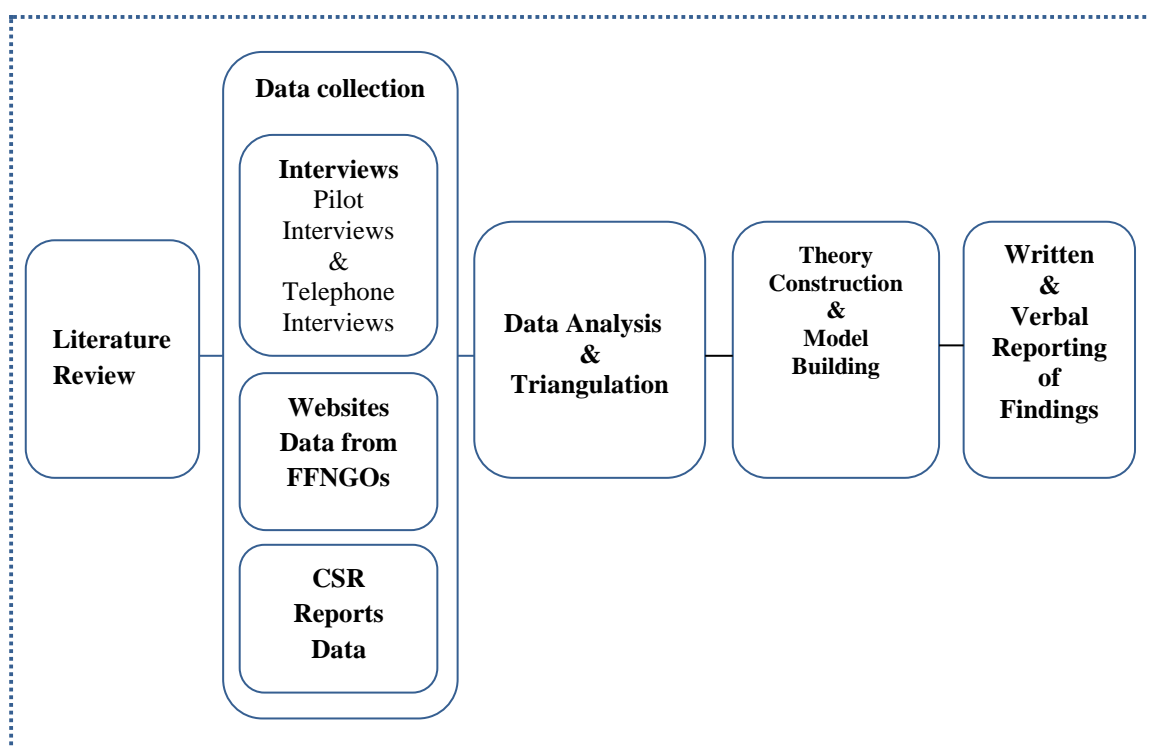 Literature
Review
Data collection
Interviews
Pilot
Interviews
&
Telephone
Interviews
Websites
Data from
FFNGOs
CSR
Reports
Data
Data Analysis
&
Triangulation
Theory
Construction
&
Model
Building
Written
&
Verbal
Reporting
of
Findings